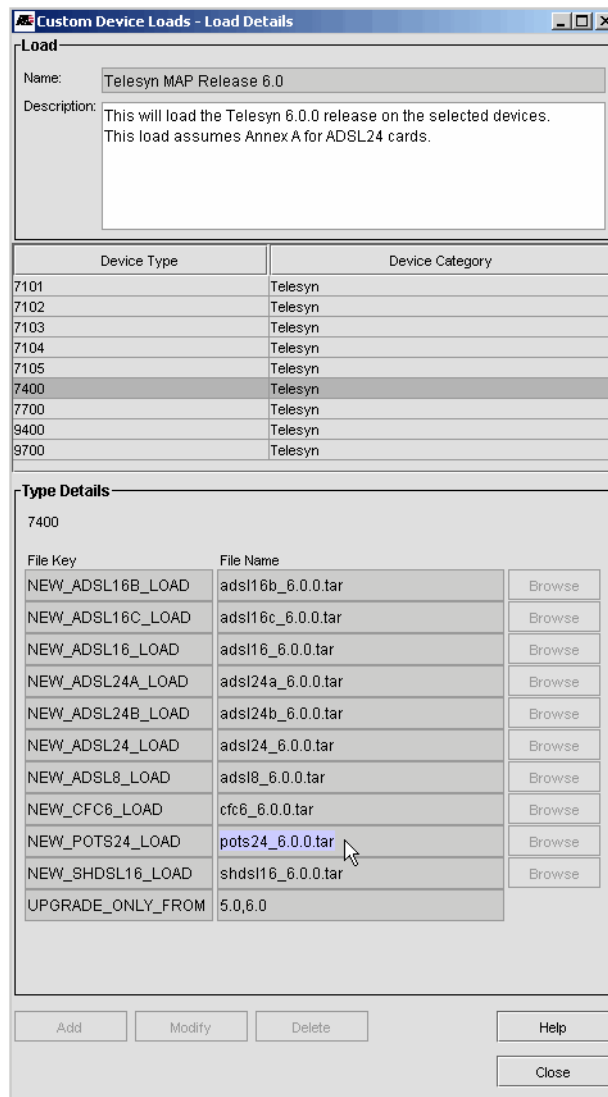 Custom Device Loads - Load Details
Load
Name: Telesyn MAP Release 6.0
Description: This will load the Telesyn 6.0.0 release on the selected devices.
This load assumes Annex A for ADSL24 cards.
Device Type Device Category
7101 Telesyn
7102 Telesyn
7103 Telesyn
7104 Telesyn
7105 Telesyn
7400 Telesyn
7700 Telesyn
9400 Telesyn
9700 Telesyn
Type Details
7400
File Key File Name
NEW_ADSL16B_LOAD adsl16b_6.0.0.tar Browse
NEW_ADSL16C_LOAD adsl16c_6.0.0.tar Browse
NEW_ADSL16_LOAD adsl16_6.0.0.tar Browse
NEW_ADSL24A_LOAD adsl24a_6.0.0.tar Browse
NEW_ADSL24B_LOAD adsl24b_6.0.0.tar Browse
NEW_ADSL24_LOAD adsl24_6.0.0.tar Browse
NEW_ADSL8_LOAD adsl8_6.0.0.tar Browse
NEW_CFC6_LOAD cfc6_6.0.0.tar Browse
NEW_POTS24_LOAD pots24_6.0.0.tar Browse
NEW_SHDSL16_LOAD shdsl16_6.0.0.tar Browse
UPGRADE_ONLY_FROM 5.0,6.0
Add Modify Delete Help
Close